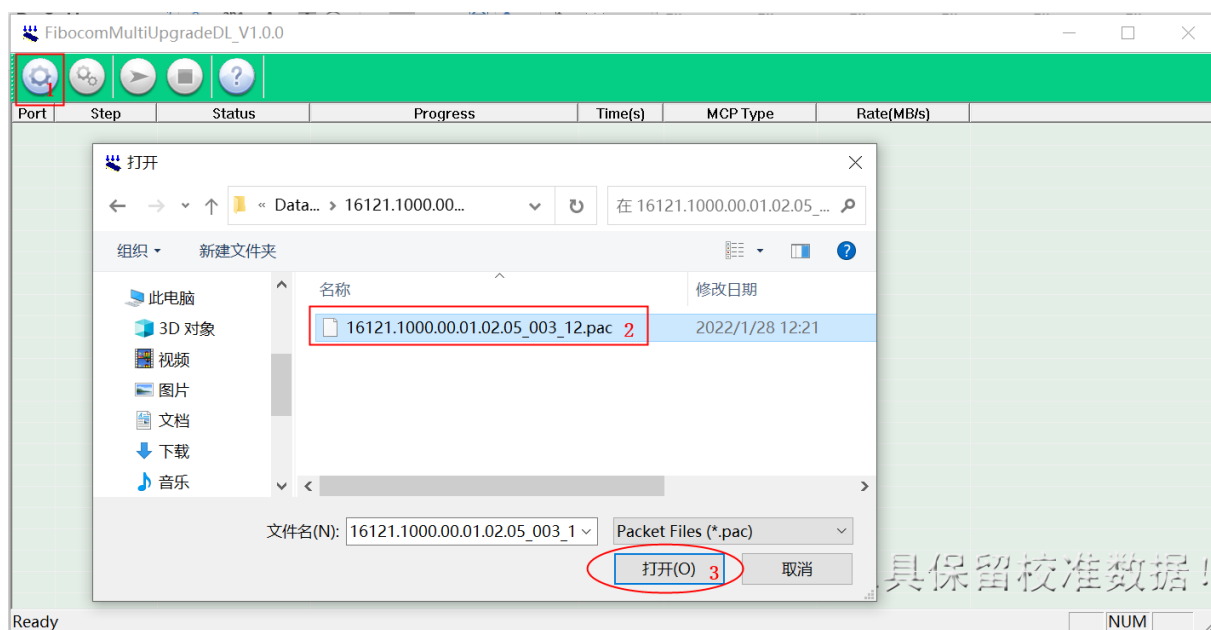 FibocomMultiUpgradeDL_V1.0.0
1
Port Step Status Progress Time(s) MCP Type Rate(MB/s)
打开
« Data... › 16121.1000.00... 在 16121.1000.00.01.02.05_...
组织 新建文件夹
名称 修改日期
此电脑
3D 对象
视频
图片
文档
下载
音乐
16121.1000.00.01.02.05_003_12.pac 2 2022/1/28 12:21
文件名(N): 16121.1000.00.01.02.05_003_1 Packet Files (*.pac)
打开(O) 3 取消
具保留校准数据!
Ready NUM